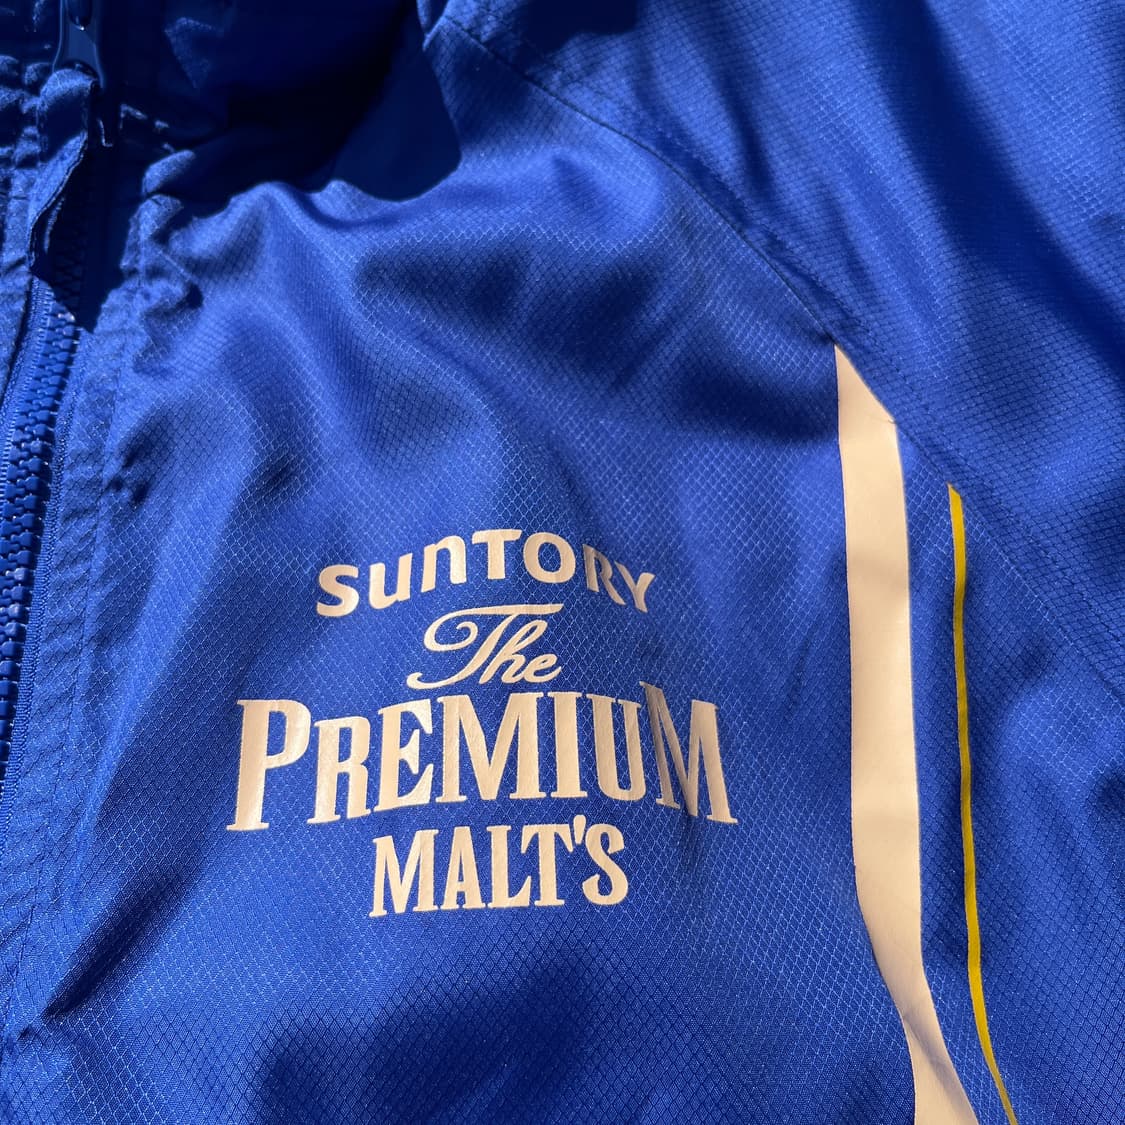 SUNTORY
The
PREMIUM
MALT'S